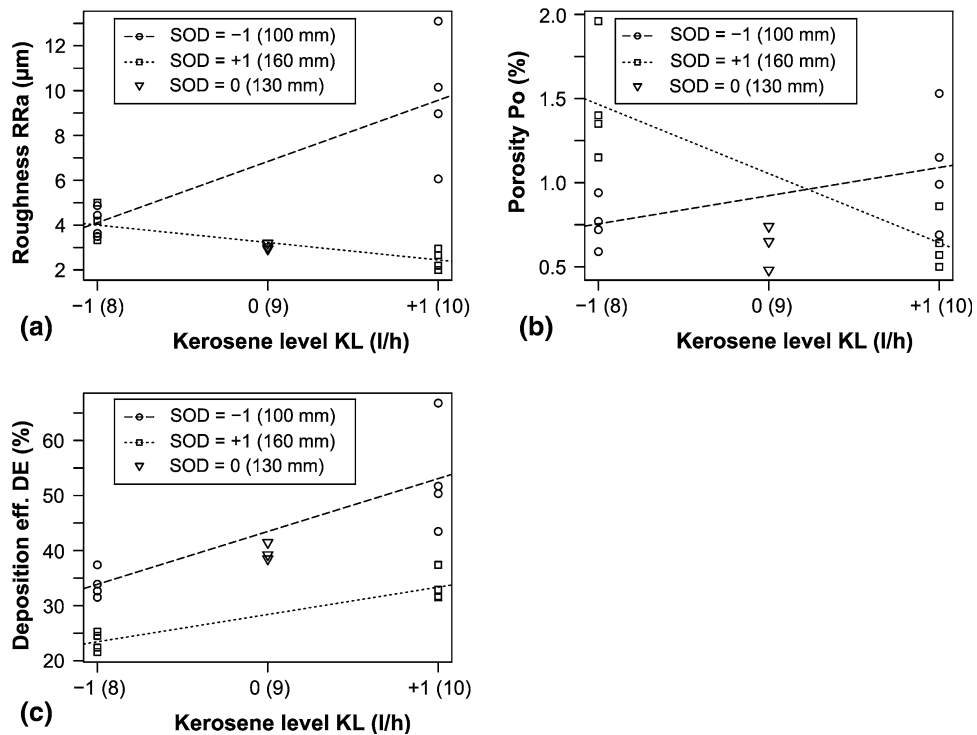 Roughness RRa (µm)
12
10
8
6
4
2
SOD = −1 (100 mm)
SOD = +1 (160 mm)
SOD = 0 (130 mm)
−1 (8)
0 (9)
+1 (10)
(a)
Kerosene level KL (l/h)
Porosity Po (%)
2.0
1.5
1.0
0.5
SOD = −1 (100 mm)
SOD = +1 (160 mm)
SOD = 0 (130 mm)
−1 (8)
0 (9)
+1 (10)
(b)
Kerosene level KL (l/h)
Deposition eff. DE (%)
60
50
40
30
20
SOD = −1 (100 mm)
SOD = +1 (160 mm)
SOD = 0 (130 mm)
−1 (8)
0 (9)
+1 (10)
(c)
Kerosene level KL (l/h)